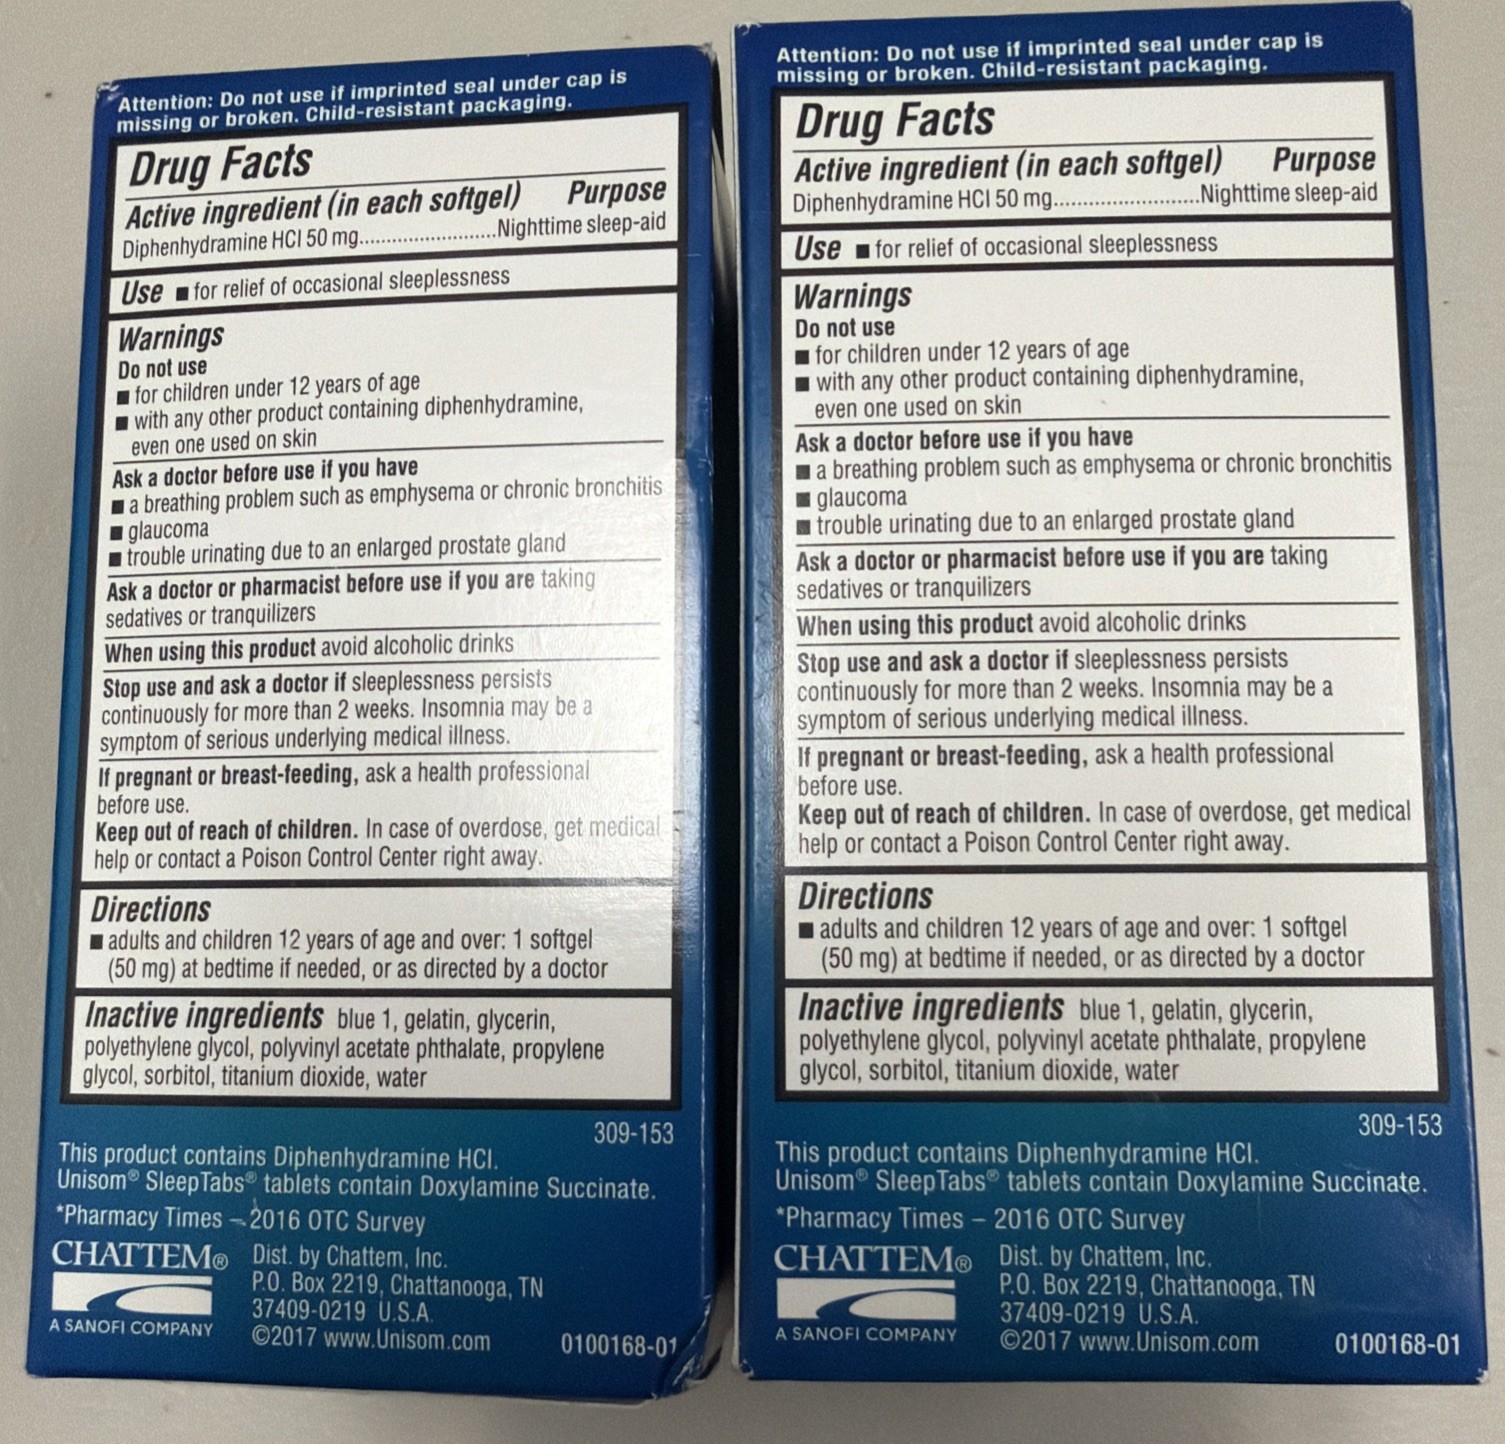 Attention: Do not use if imprinted seal under cap is
missing or broken. Child-resistant packaging.
Drug Facts
Active ingredient (in each softgel) Purpose
Diphenhydramine HCl 50 mg.........................Nighttime sleep-aid
Use ■ for relief of occasional sleeplessness
Warnings
Do not use
■ for children under 12 years of age
■ with any other product containing diphenhydramine,
even one used on skin
Ask a doctor before use if you have
■ a breathing problem such as emphysema or chronic bronchitis
■ glaucoma
■ trouble urinating due to an enlarged prostate gland
Ask a doctor or pharmacist before use if you are taking
sedatives or tranquilizers
When using this product avoid alcoholic drinks
Stop use and ask a doctor if sleeplessness persists
continuously for more than 2 weeks. Insomnia may be a
symptom of serious underlying medical illness.
If pregnant or breast-feeding, ask a health professional
before use.
Keep out of reach of children. In case of overdose, get medical
help or contact a Poison Control Center right away.
Directions
■ adults and children 12 years of age and over: 1 softgel
(50 mg) at bedtime if needed, or as directed by a doctor
Inactive ingredients blue 1, gelatin, glycerin,
polyethylene glycol, polyvinyl acetate phthalate, propylene
glycol, sorbitol, titanium dioxide, water
309-153
This product contains Diphenhydramine HCl.
Unisom® SleepTabs® tablets contain Doxylamine Succinate.
*Pharmacy Times – 2016 OTC Survey
CHATTEM®
A SANOFI COMPANY
Dist. by Chattem, Inc.
P.O. Box 2219, Chattanooga, TN
37409-0219 U.S.A.
©2017 www.Unisom.com
0100168-01
Attention: Do not use if imprinted seal under cap is
missing or broken. Child-resistant packaging.
Drug Facts
Active ingredient (in each softgel) Purpose
Diphenhydramine HCl 50 mg..........................Nighttime sleep-aid
Use ■ for relief of occasional sleeplessness
Warnings
Do not use
■ for children under 12 years of age
■ with any other product containing diphenhydramine,
even one used on skin
Ask a doctor before use if you have
■ a breathing problem such as emphysema or chronic bronchitis
■ glaucoma
■ trouble urinating due to an enlarged prostate gland
Ask a doctor or pharmacist before use if you are taking
sedatives or tranquilizers
When using this product avoid alcoholic drinks
Stop use and ask a doctor if sleeplessness persists
continuously for more than 2 weeks. Insomnia may be a
symptom of serious underlying medical illness.
If pregnant or breast-feeding, ask a health professional
before use.
Keep out of reach of children. In case of overdose, get medical
help or contact a Poison Control Center right away.
Directions
■ adults and children 12 years of age and over: 1 softgel
(50 mg) at bedtime if needed, or as directed by a doctor
Inactive ingredients blue 1, gelatin, glycerin,
polyethylene glycol, polyvinyl acetate phthalate, propylene
glycol, sorbitol, titanium dioxide, water
309-153
This product contains Diphenhydramine HCl.
Unisom® SleepTabs® tablets contain Doxylamine Succinate.
*Pharmacy Times – 2016 OTC Survey
CHATTEM®
A SANOFI COMPANY
Dist. by Chattem, Inc.
P.O. Box 2219, Chattanooga, TN
37409-0219 U.S.A.
©2017 www.Unisom.com
0100168-01